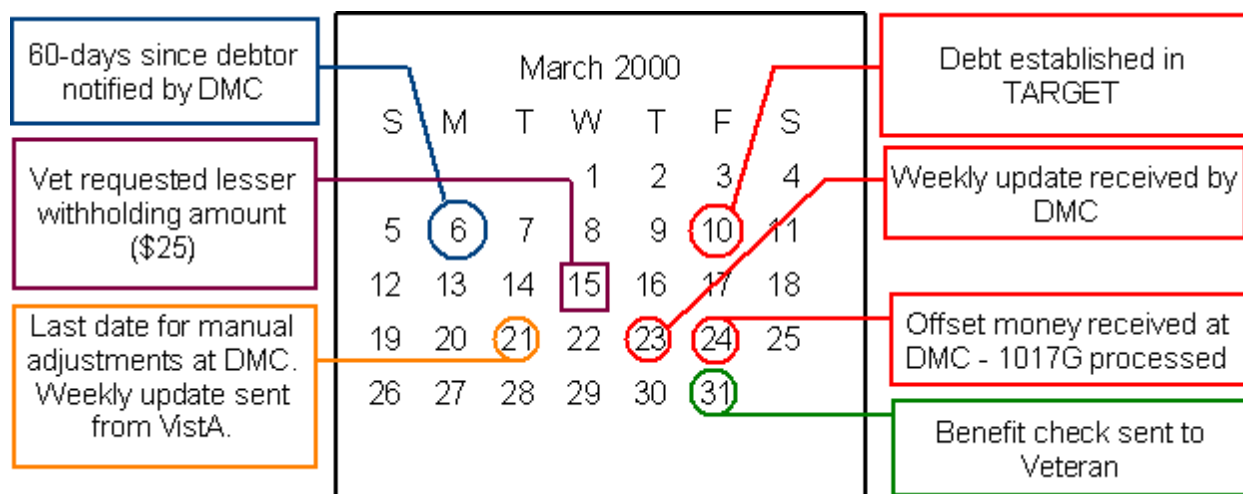 60-days since debtor
notified by DMC
Vet requested lesser
withholding amount
($25)
Last date for manual
adjustments at DMC.
Weekly update sent
from VistA.
March 2000
S M T W T F S
1 2 3 4
5 6 7 8 9 10 11
12 13 14 15 16 17 18
19 20 21 22 23 24 25
26 27 28 29 30 31
Debt established in
TARGET
Weekly update received by
DMC
Offset money received at
DMC - 1017G processed
Benefit check sent to
Veteran